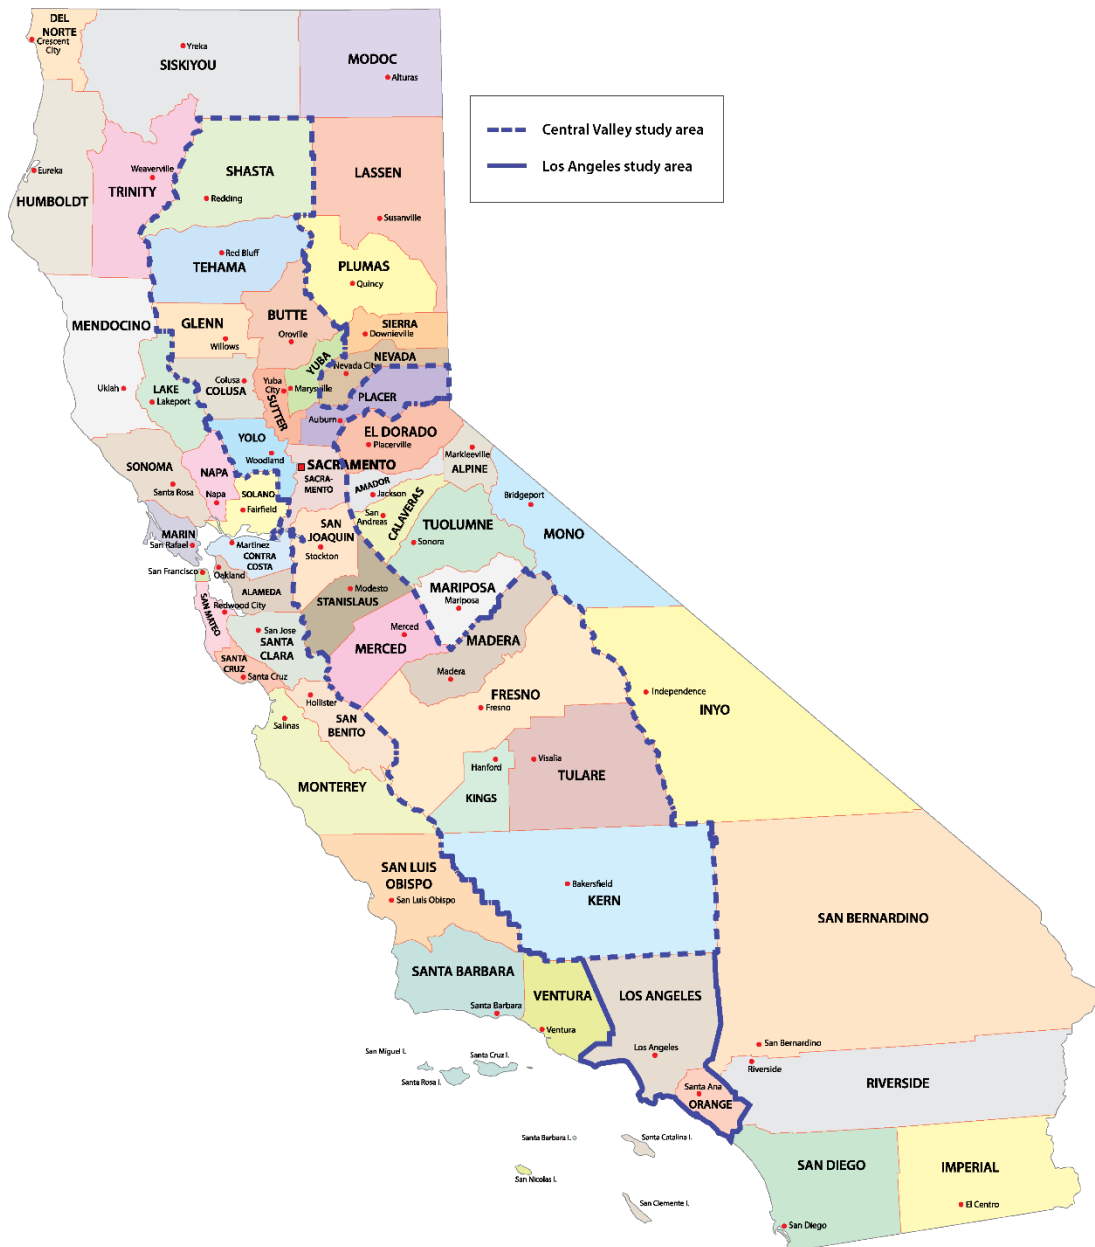 DEL
NORTE
Crescent
City
Yreka
SISKIYOU
MODOC
Alturas
Central Valley study area
Los Angeles study area
Eureka
HUMBOLDT
Weaverville
TRINITY
SHASTA
Redding
LASSEN
Susanville
Red Bluff
TEHAMA
PLUMAS
Quincy
MENDOCINO
Ukiah
GLENN
Willows
BUTTE
Oroville
SIERRA
Downieville
NEVADA
Nevada City
YUBA
Marysville
LAKE
Lakeport
Colusa
COLUSA
Yuba
City
SUTTER
PLACER
Auburn
EL DORADO
Placerville
YOLO
Woodland
SACRAMENTO
SACRA-
MENTO
Markleeville
ALPINE
SONOMA
Santa Rosa
NAPA
Napa
SOLANO
Fairfield
AMADOR
Jackson
San
Andreas
CALAVERAS
Bridgeport
MONO
TUOLUMNE
Sonora
MARIN
San Rafael
Martinez
CONTRA
COSTA
SAN
JOAQUIN
Stockton
San Francisco
Oakland
ALAMEDA
Modesto
STANISLAUS
MARIPOSA
Mariposa
SAN MATEO
Redwood City
San Jose
SANTA
CLARA
Merced
MERCED
MADERA
Madera
SANTA
CRUZ
Santa Cruz
Hollister
SAN
BENITO
Salinas
FRESNO
Fresno
Independence
INYO
MONTEREY
Hanford
KINGS
Visalia
TULARE
SAN LUIS
OBISPO
San Luis Obispo
Bakersfield
KERN
SAN BERNARDINO
San Bernardino
SANTA BARBARA
Santa Barbara
VENTURA
Ventura
LOS ANGELES
Los Angeles
Riverside
RIVERSIDE
Santa Ana
ORANGE
San Miguel I.
Santa Rosa I.
Santa Cruz I.
Santa Barbara I.
San Nicolas I.
Santa Catalina I.
San Clemente I.
SAN DIEGO
San Diego
IMPERIAL
El Centro